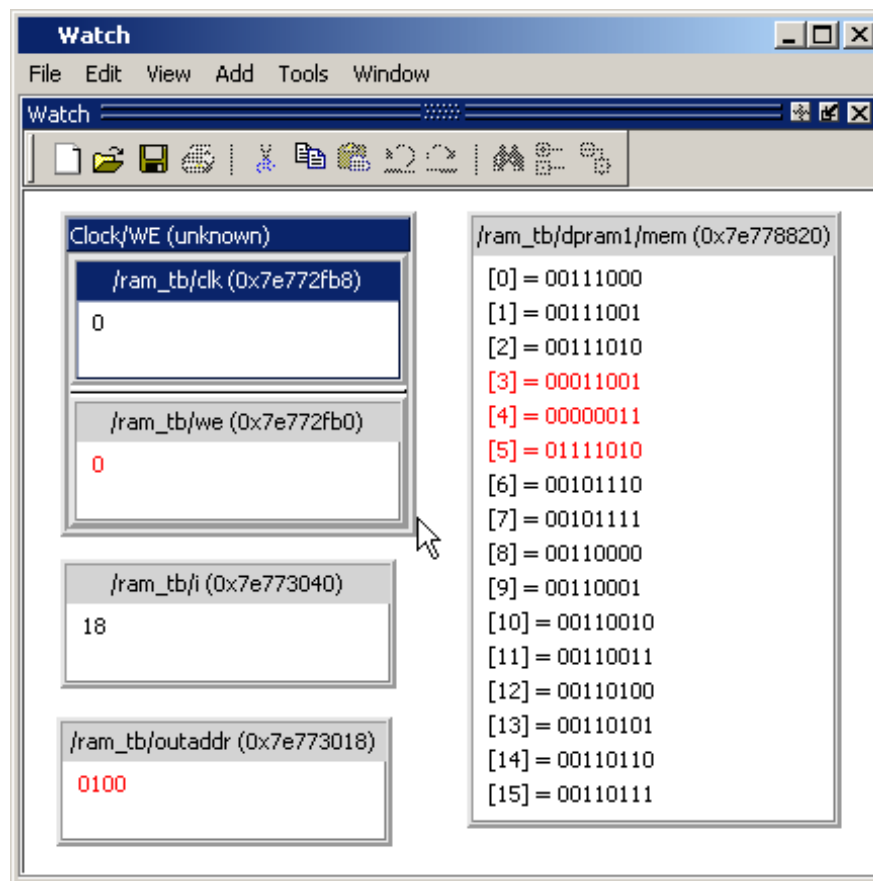 Watch
File Edit View Add Tools Window
Watch
Clock/WE (unknown)
/ram_tb/clk (0x7e772fb8)
0
/ram_tb/we (0x7e772fb0)
0
/ram_tb/i (0x7e773040)
18
/ram_tb/outaddr (0x7e773018)
0100
/ram_tb/dpram1/mem (0x7e778820)
[0] = 00111000
[1] = 00111001
[2] = 00111010
[3] = 00011001
[4] = 00000011
[5] = 01111010
[6] = 00101110
[7] = 00101111
[8] = 00110000
[9] = 00110001
[10] = 00110010
[11] = 00110011
[12] = 00110100
[13] = 00110101
[14] = 00110110
[15] = 00110111